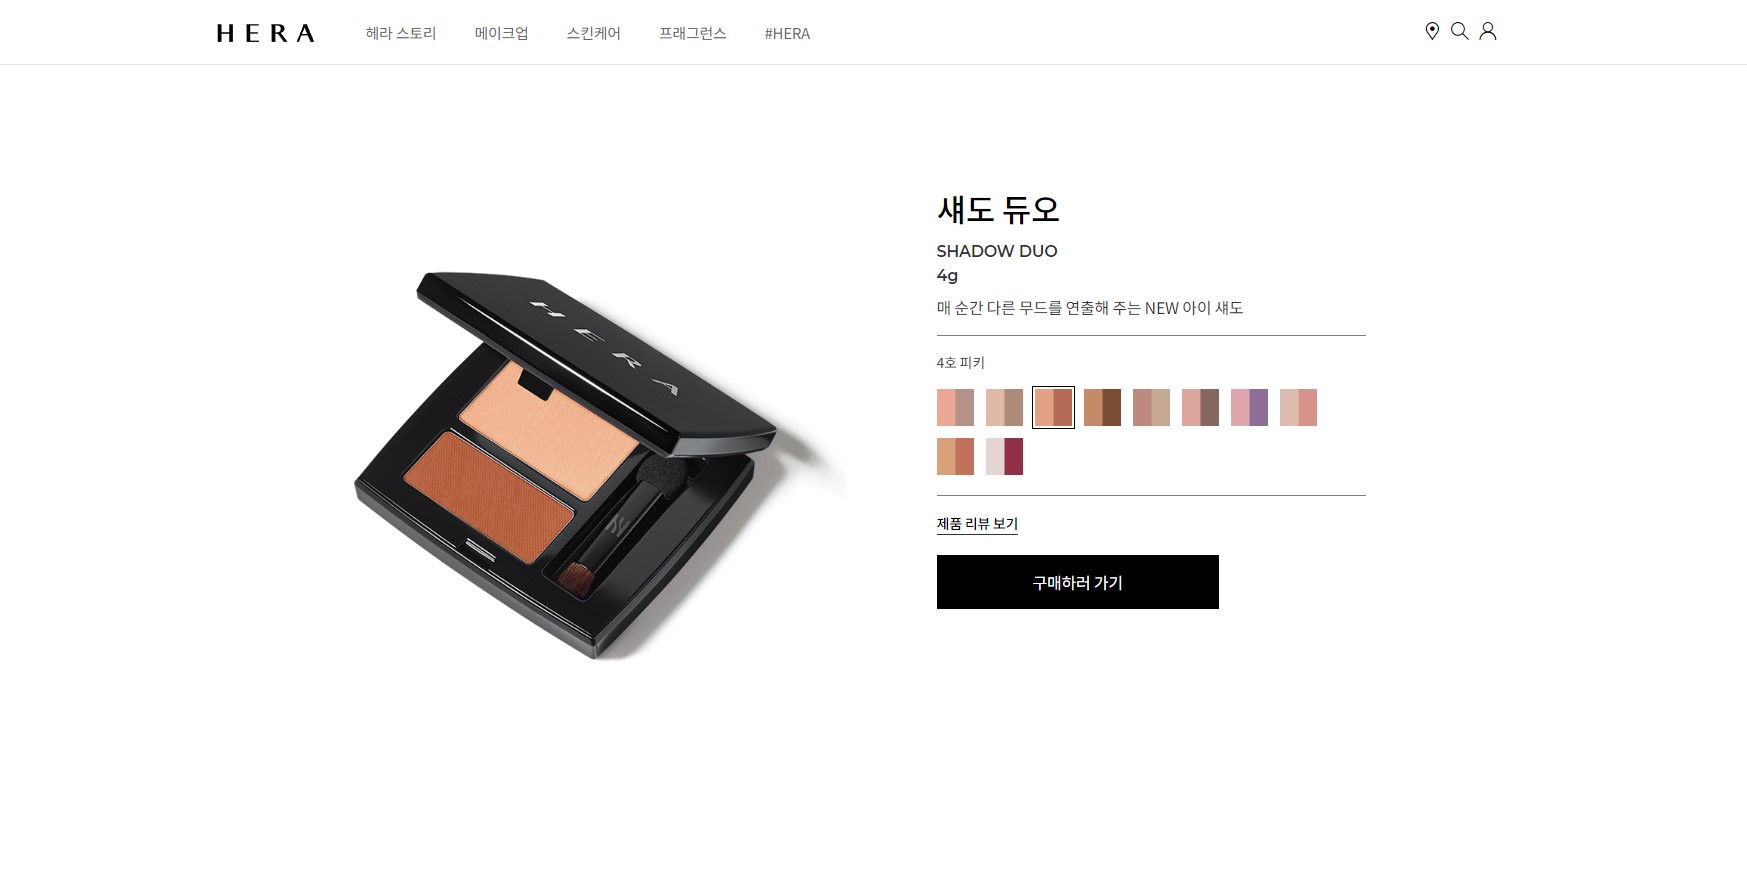 HERA 헤라 스토리 메이크업 스킨케어 프래그런스 #HERA
HERA
섀도 듀오
SHADOW DUO
4g
매 순간 다른 무드를 연출해 주는 NEW 아이 섀도
4호 피키
제품 리뷰 보기
구매하러 가기